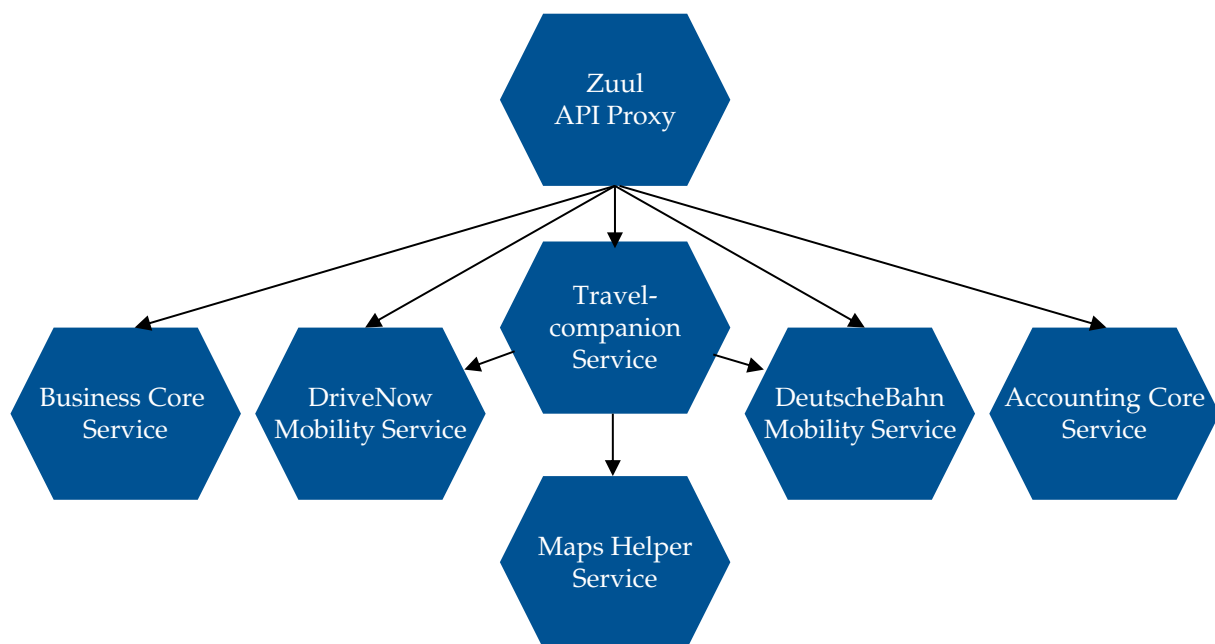 Zuul
API Proxy
Travel-
companion
Service
Business Core
Service
DriveNow
Mobility Service
DeutscheBahn
Mobility Service
Accounting Core
Service
Maps Helper
Service